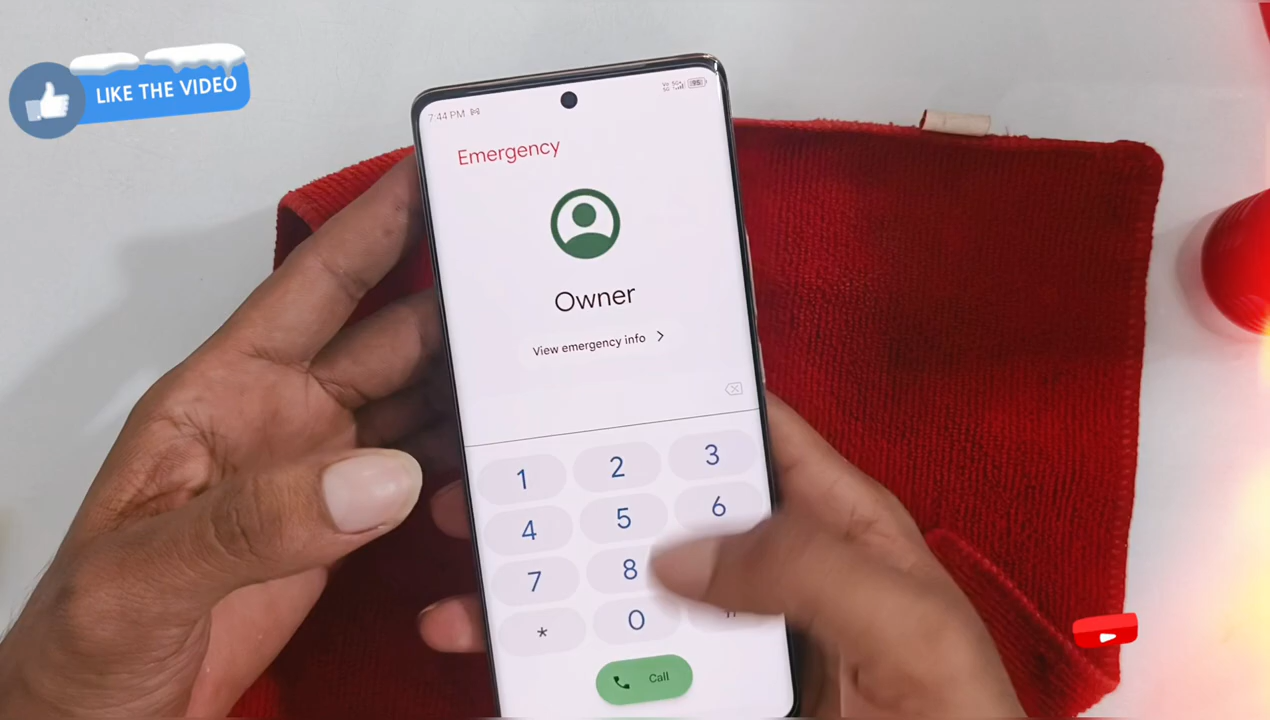 LIKE THE VIDEO
7:44 PM
Emergency
Owner
View emergency info
1 2 3
4 5 6
7 8
* 0
Call